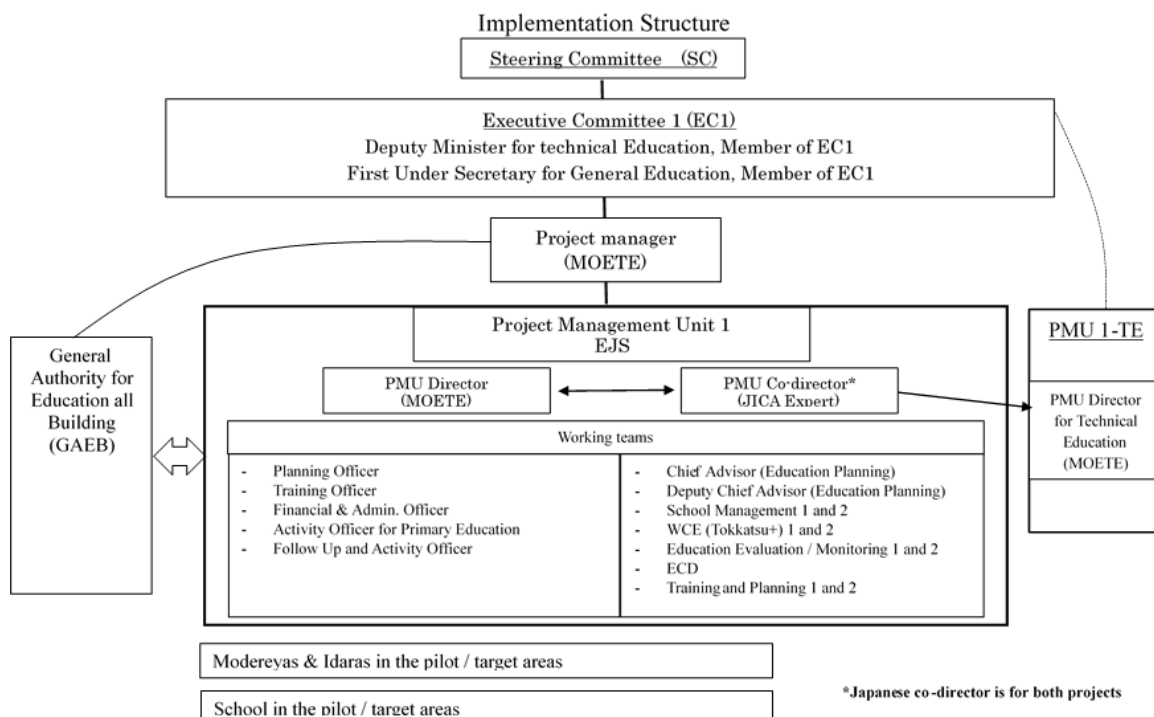 Implementation Structure
Steering Committee (SC)
Executive Committee 1 (EC1)
Deputy Minister for technical Education, Member of EC1
First Under Secretary for General Education, Member of EC1
Project manager
(MOETE)
Project Management Unit 1
EJS
General
Authority for
Education all
Building
(GAEB)
PMU Director
(MOETE)
PMU Co-director*
(JICA Expert)
PMU 1-TE
PMU Director
for Technical
Education
(MOETE)
Working teams
- Planning Officer
- Training Officer
- Financial & Admin. Officer
- Activity Officer for Primary Education
- Follow Up and Activity Officer
- Chief Advisor (Education Planning)
- Deputy Chief Advisor (Education Planning)
- School Management 1 and 2
- WCE (Tokkatsu+) 1 and 2
- Education Evaluation / Monitoring 1 and 2
- ECD
- Training and Planning 1 and 2
Modereyas & Idaras in the pilot / target areas
School in the pilot / target areas
*Japanese co-director is for both projects